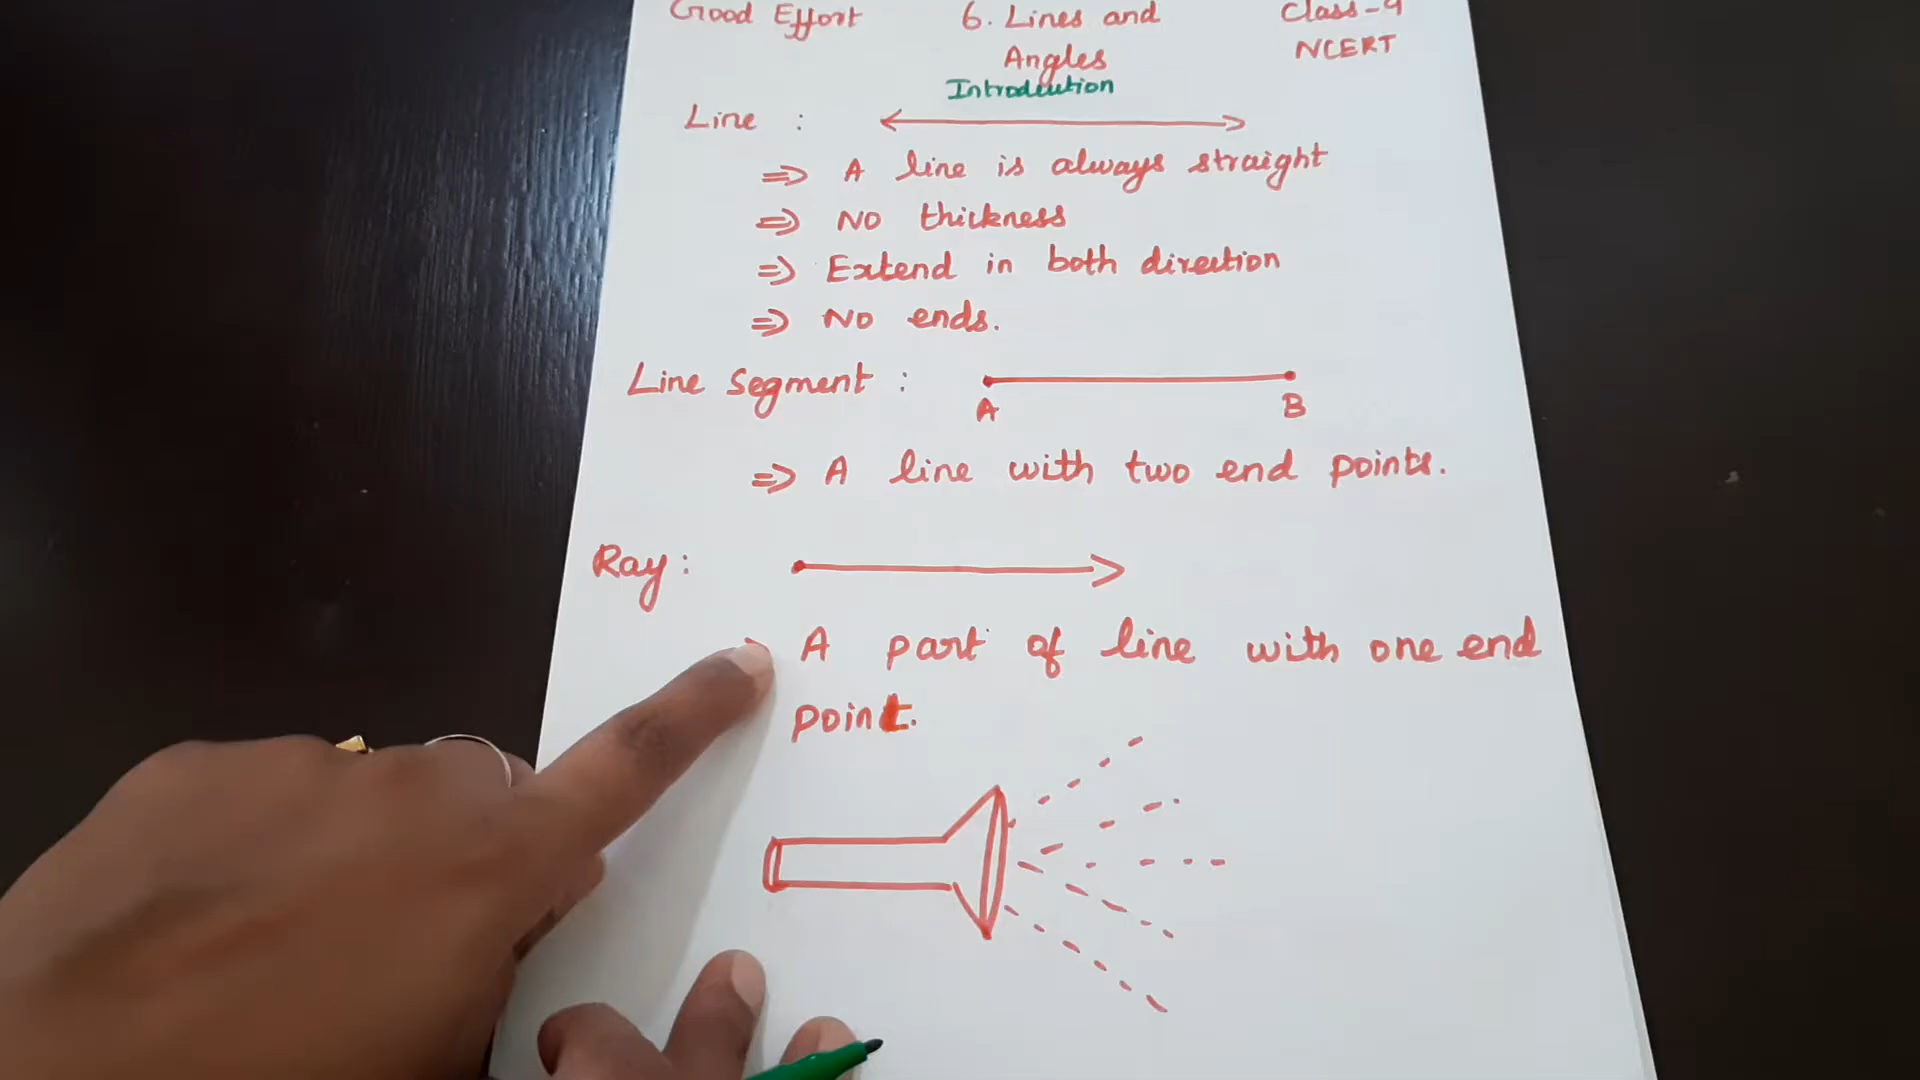 Good Effort 6. Lines and Class-9
Angles NCERT
Introduction
Line :
⇒ A line is always straight
⇒ No thickness
⇒ Extend in both direction
⇒ No ends.
Line segment :
A B
⇒ A line with two end points.
Ray :
A part of line with one end
point.